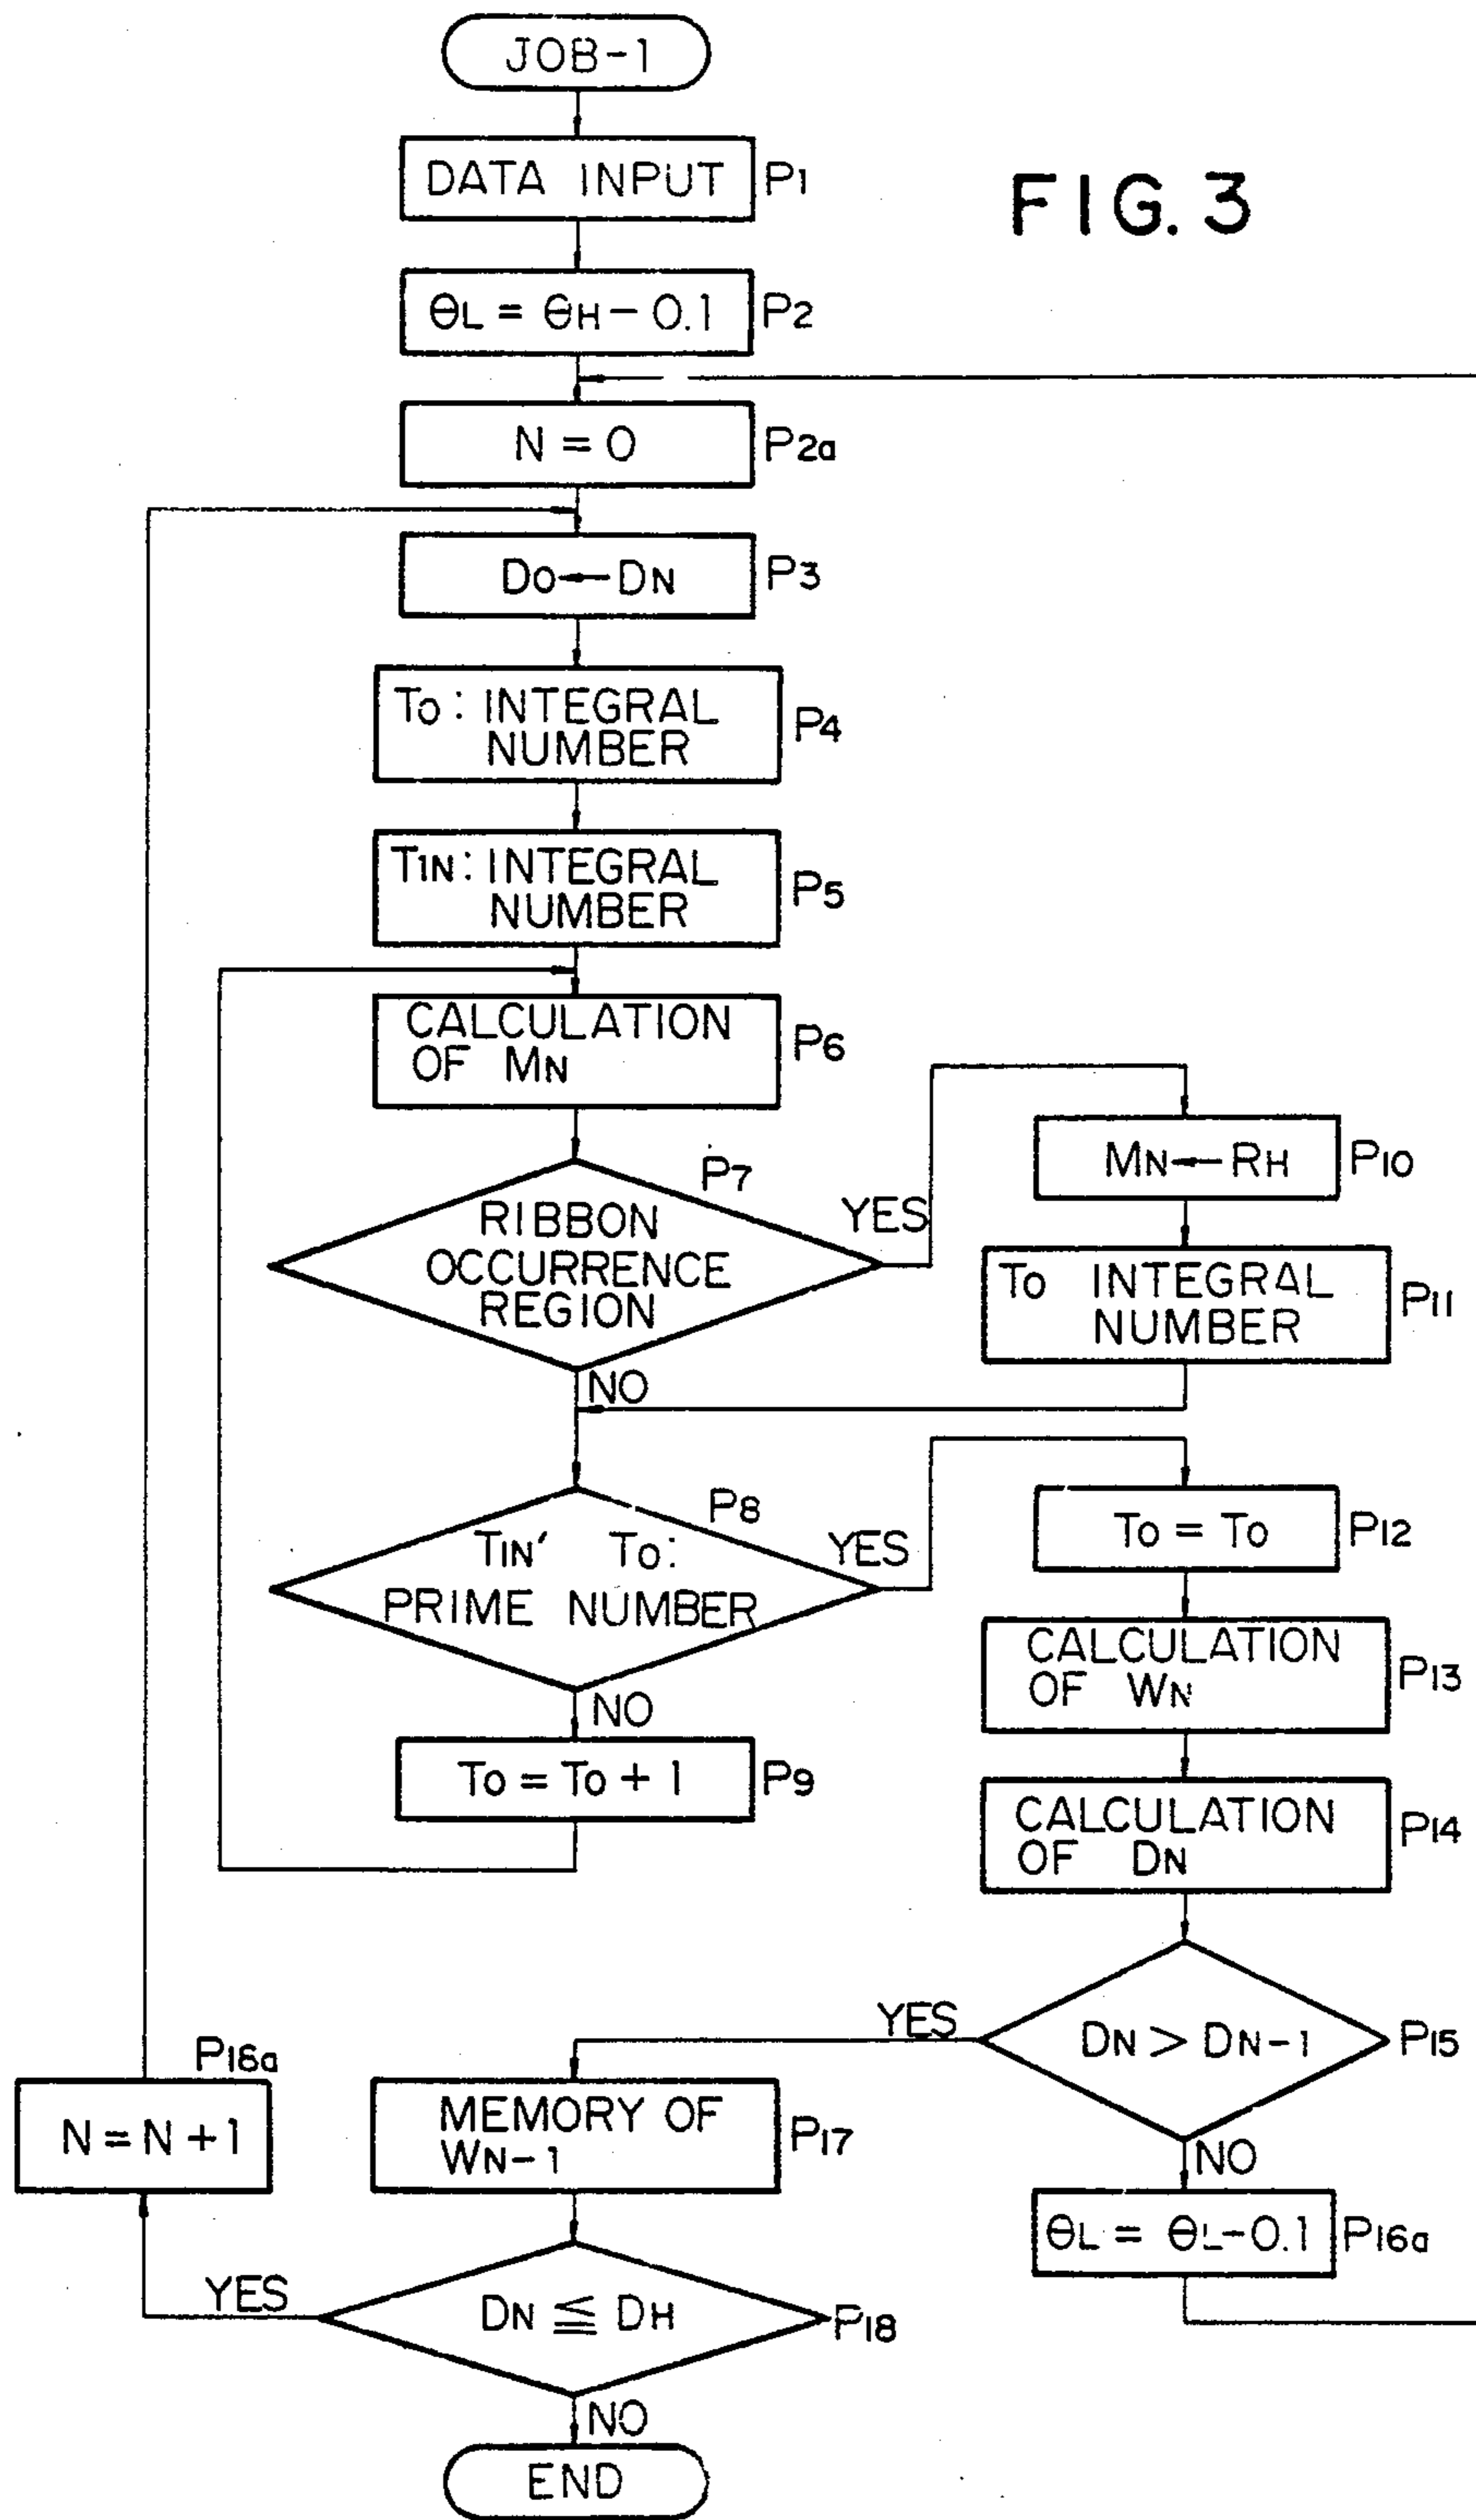 JOB-1
DATA INPUT P1
FIG. 3
θL = θH - 0.1 P2
N = 0 P2a
Do ← DN P3
To : INTEGRAL
NUMBER P4
TIN : INTEGRAL
NUMBER P5
CALCULATION
OF MN P6
P7
RIBBON
OCCURRENCE
REGION
YES
NO
MN ← RH P10
To INTEGRAL
NUMBER P11
P8
TIN' To :
PRIME NUMBER
YES
NO
To = To + 1 P9
To = To P12
CALCULATION
OF WN P13
CALCULATION
OF DN P14
DN > DN-1 P15
YES
NO
θL = θL - 0.1 P16a
MEMORY OF
WN-1 P17
P16a
N = N + 1
DN ≦ DH P18
YES
NO
END